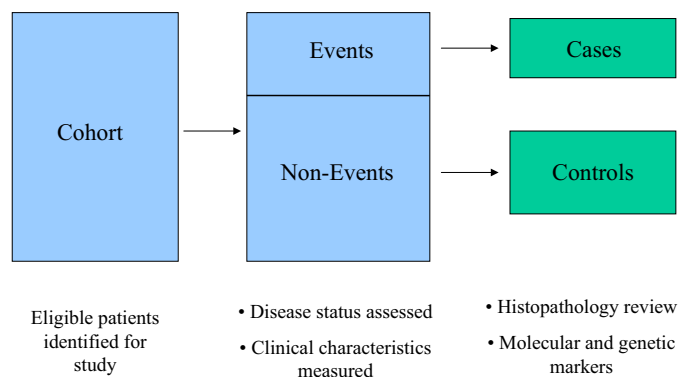 Cohort
Events
Non-Events
Cases
Controls
Eligible patients
identified for
study
• Disease status assessed
• Clinical characteristics
measured
• Histopathology review
• Molecular and genetic
markers